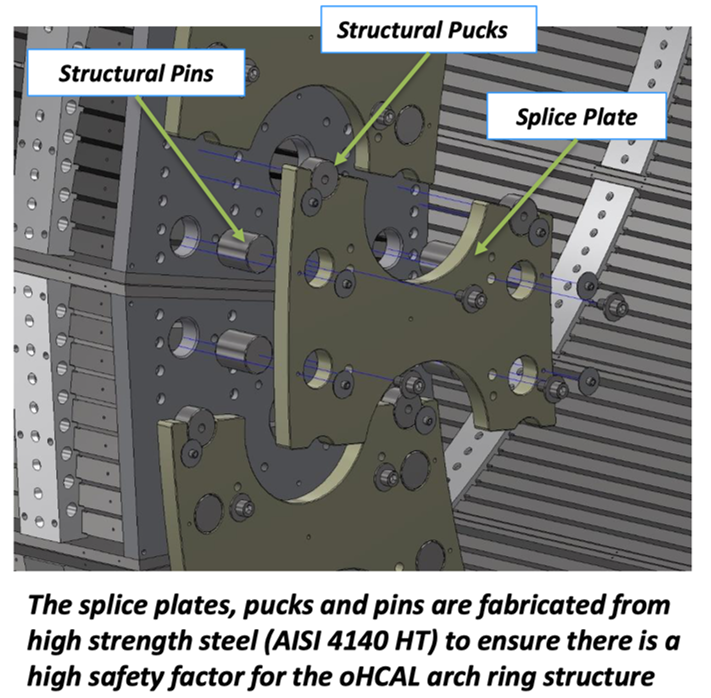 Structural Pucks
Structural Pins
Splice Plate
The splice plates, pucks and pins are fabricated from
high strength steel (AISI 4140 HT) to ensure there is a
high safety factor for the oHCAL arch ring structure